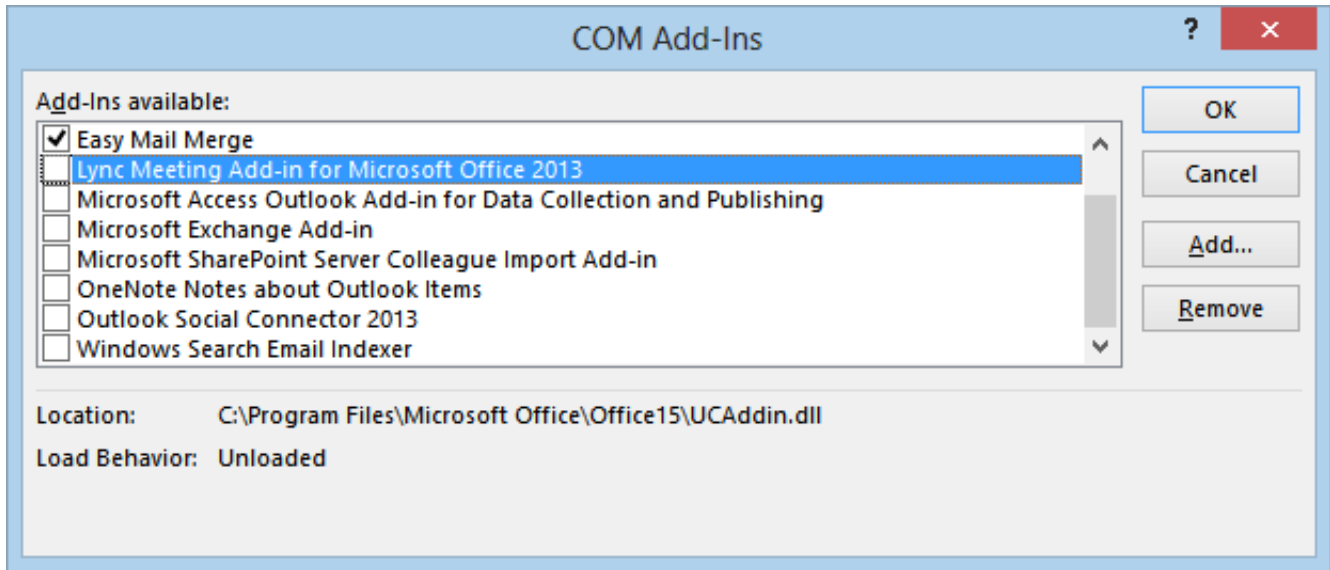 COM Add-Ins
?
Add-Ins available:
OK
Easy Mail Merge
Lync Meeting Add-in for Microsoft Office 2013
Cancel
Microsoft Access Outlook Add-in for Data Collection and Publishing
Microsoft Exchange Add-in
Add...
Microsoft SharePoint Server Colleague Import Add-in
OneNote Notes about Outlook Items
Remove
Outlook Social Connector 2013
Windows Search Email Indexer
Location: C:\Program Files\Microsoft Office\Office15\UCAddin.dll
Load Behavior: Unloaded